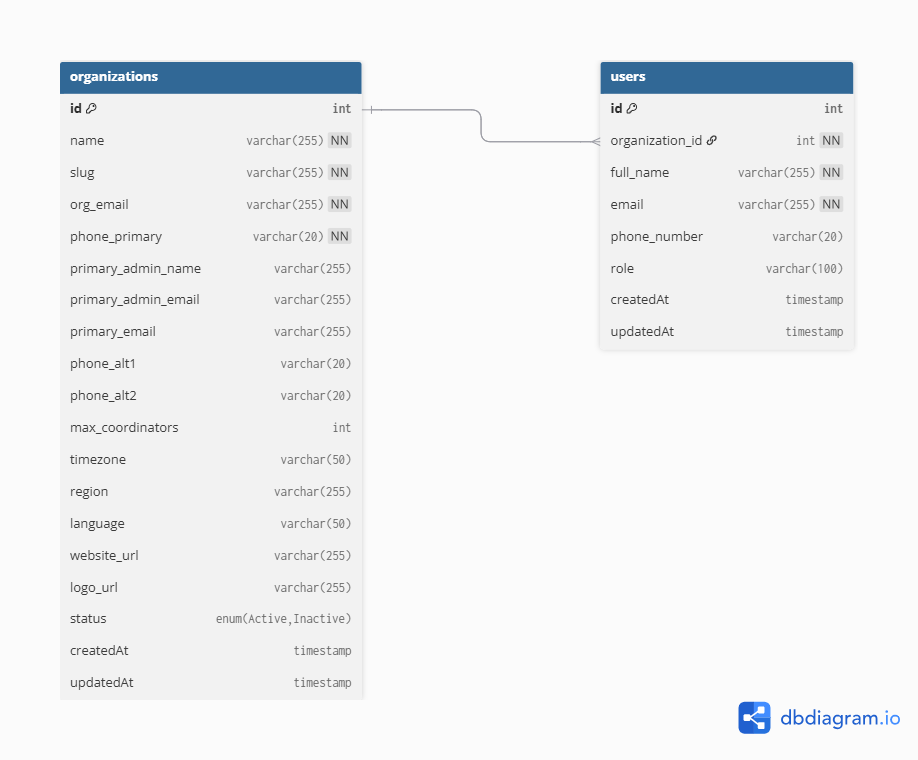 organizations
id int
name varchar(255) NN
slug varchar(255) NN
org_email varchar(255) NN
phone_primary varchar(20) NN
primary_admin_name varchar(255)
primary_admin_email varchar(255)
primary_email varchar(255)
phone_alt1 varchar(20)
phone_alt2 varchar(20)
max_coordinators int
timezone varchar(50)
region varchar(255)
language varchar(50)
website_url varchar(255)
logo_url varchar(255)
status enum(Active,Inactive)
createdAt timestamp
updatedAt timestamp
users
id int
organization_id int NN
full_name varchar(255) NN
email varchar(255) NN
phone_number varchar(20)
role varchar(100)
createdAt timestamp
updatedAt timestamp
dbdiagram.io